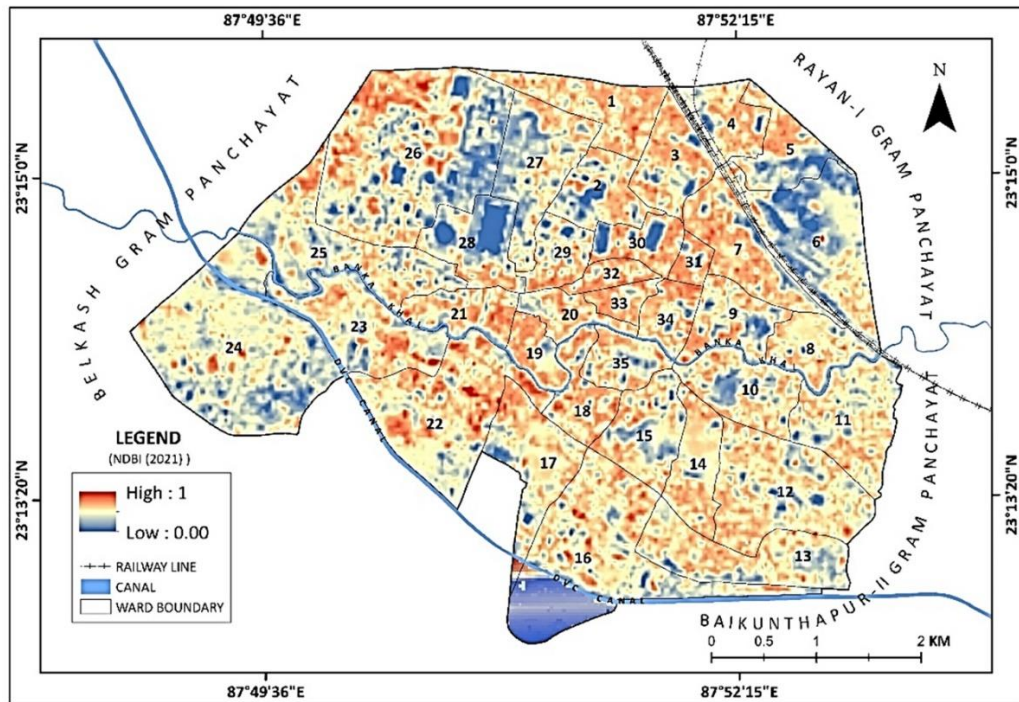 87°49'36"E 87°52'15"E
23°15'0"N
23°13'20"N
23°15'0"N
23°13'20"N
N
BELKASH GRAM PANCHAYAT
RAYAN-I GRAM PANCHAYAT
BAIKUNTHAPUR-II GRAM PANCHAYAT
1
4
5
3
26
27
2
6
7
28
29
30
31
25
32
33
BANKA KHAL
21
20
34
9
8
23
24
19
35
BANKA KHAL
10
11
DVC CANAL
22
18
15
17
14
12
13
16
DVC CANAL
LEGEND
(NDBI (2021) )
High : 1
Low : 0.00
RAILWAY LINE
CANAL
WARD BOUNDARY
0 0.5 1 2 KM
87°49'36"E 87°52'15"E